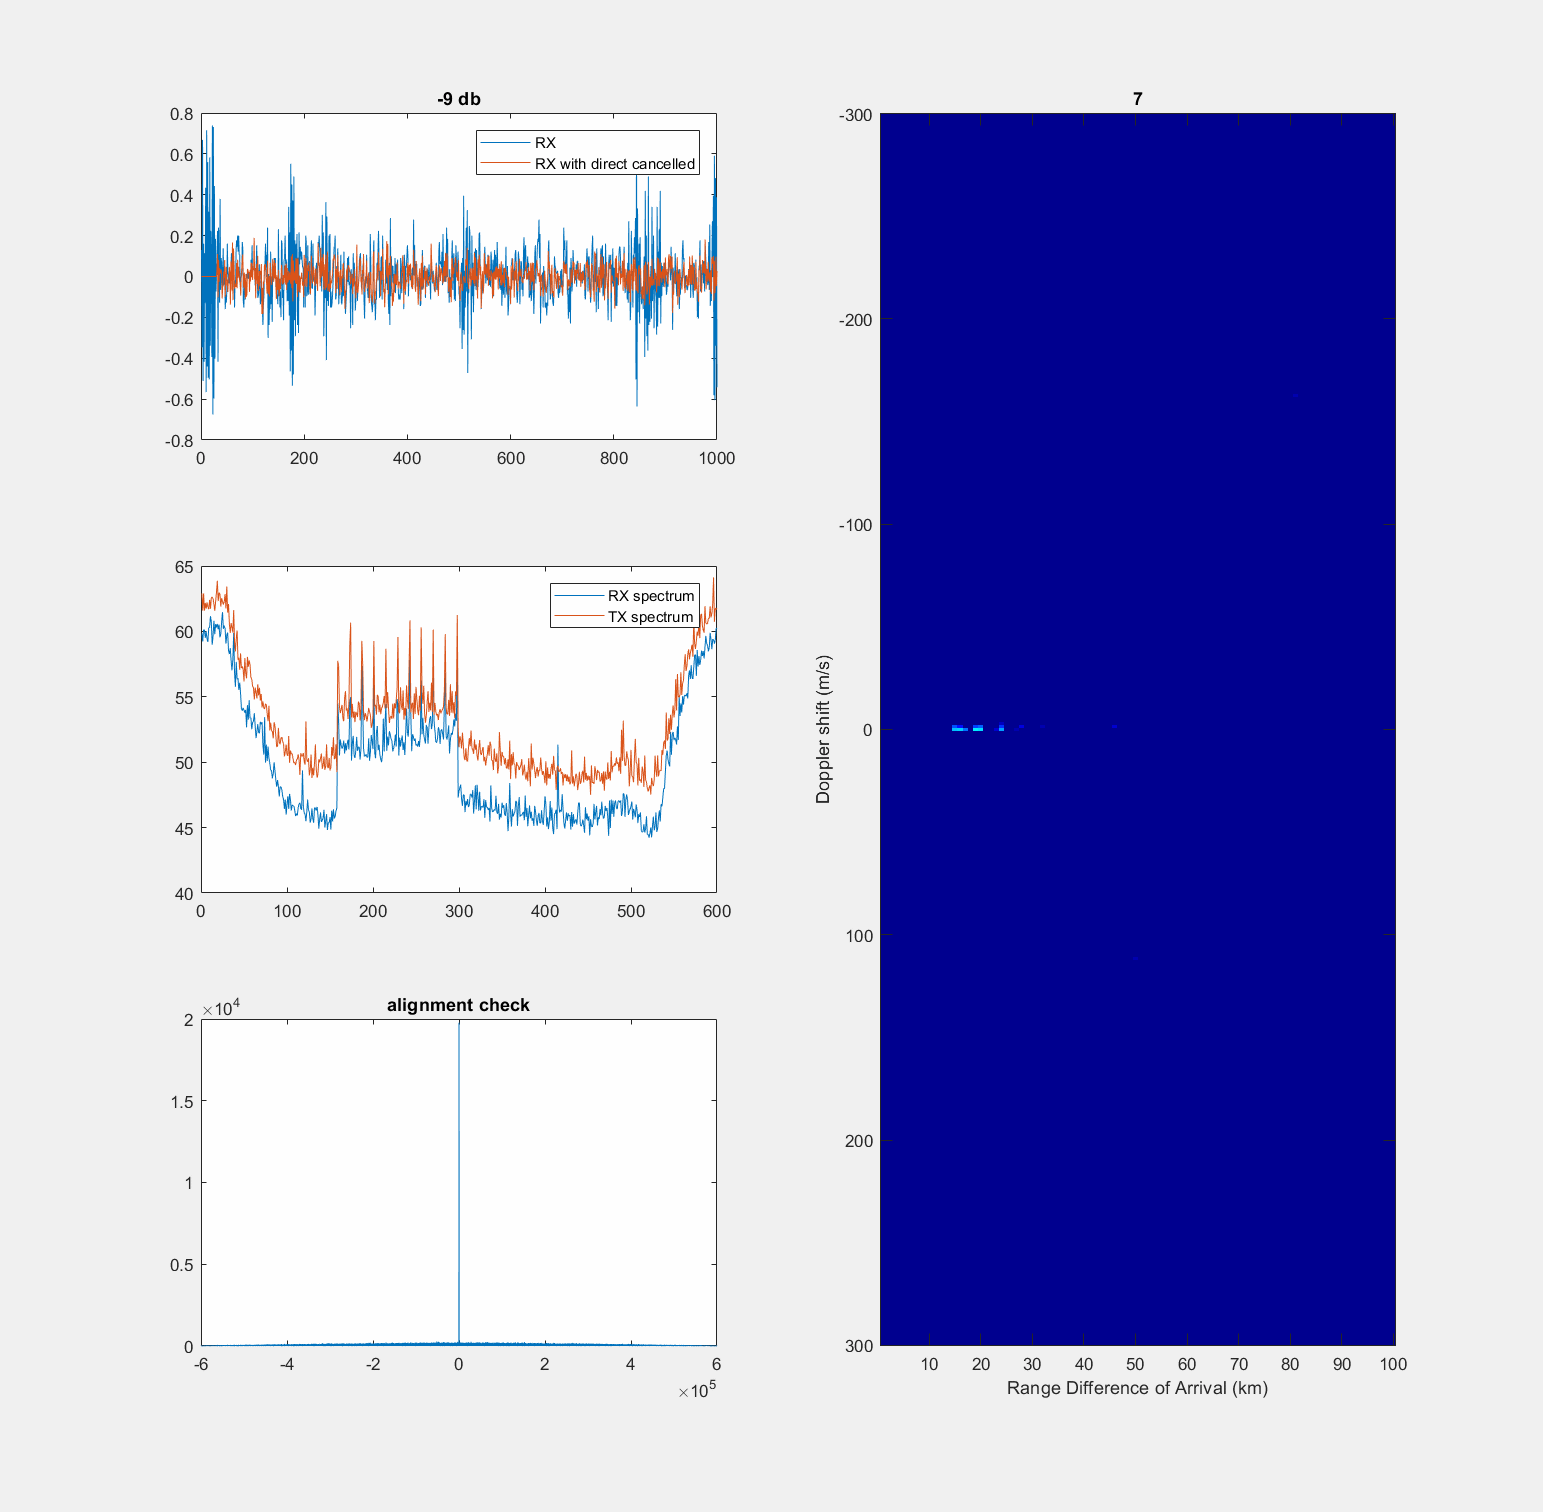 -9 db
0.8
0.6
0.4
0.2
0
-0.2
-0.4
-0.6
-0.8
0 200 400 600 800 1000
RX
RX with direct cancelled
65
60
55
50
45
40
0 100 200 300 400 500 600
RX spectrum
TX spectrum
alignment check
×10^4
2
1.5
1
0.5
0
-6 -4 -2 0 2 4 6
×10^5
7
-300
-200
-100
0
100
200
300
Doppler shift (m/s)
10 20 30 40 50 60 70 80 90 100
Range Difference of Arrival (km)